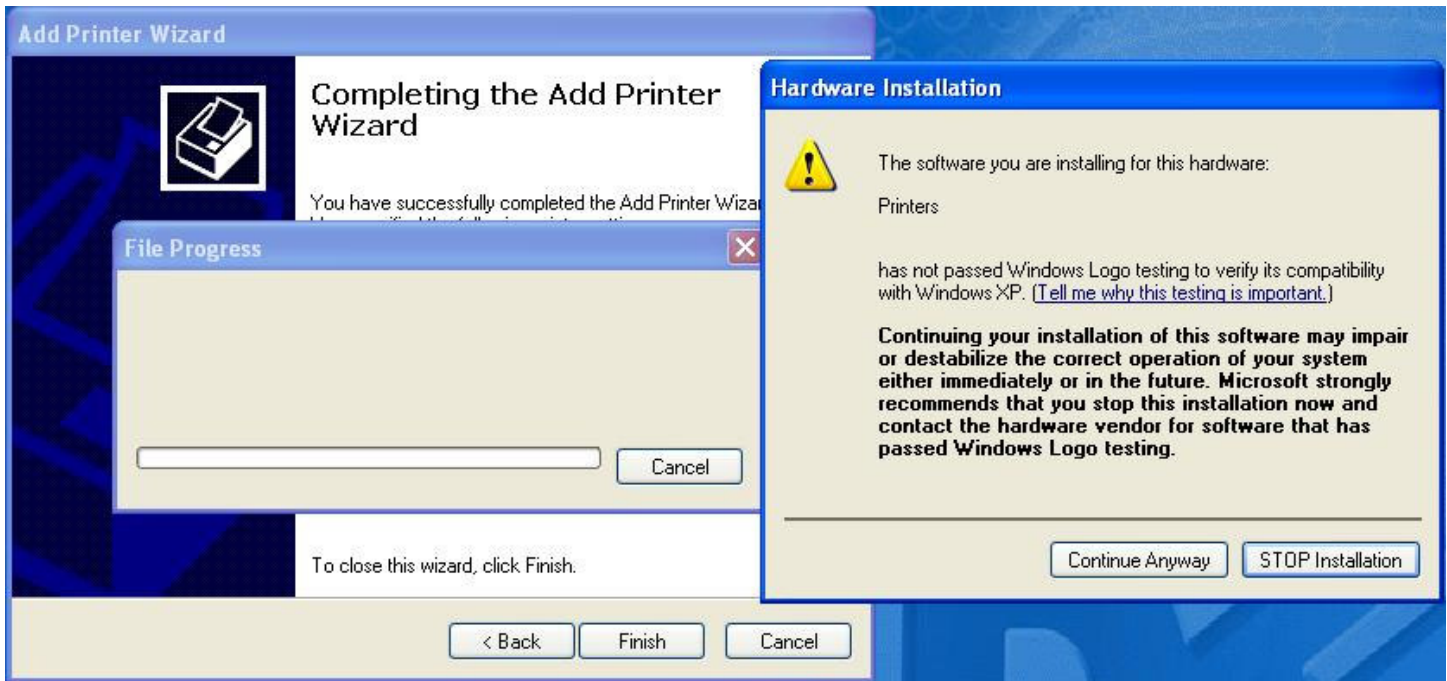 Add Printer Wizard
Completing the Add Printer
Wizard
You have successfully completed the Add Printer
File Progress
Cancel
To close this wizard, click Finish.
< Back
Finish
Cancel
Hardware Installation
The software you are installing for this hardware:
Printers
has not passed Windows Logo testing to verify its compatibility
with Windows XP. (Tell me why this testing is important.)
Continuing your installation of this software may impair
or destabilize the correct operation of your system
either immediately or in the future. Microsoft strongly
recommends that you stop this installation now and
contact the hardware vendor for software that has
passed Windows Logo testing.
Continue Anyway
STOP Installation